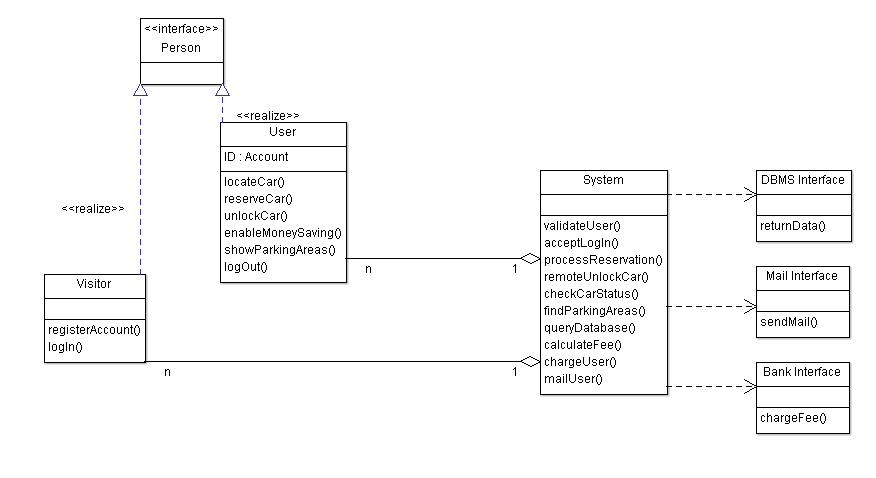 <<interface>>
Person
<<realize>>
User
ID : Account
locateCar()
reserveCar()
unlockCar()
enableMoneySaving()
showParkingAreas()
logOut()
<<realize>>
Visitor
registerAccount()
logIn()
n
1
n
1
System
validateUser()
acceptLogIn()
processReservation()
remoteUnlockCar()
checkCarStatus()
findParkingAreas()
queryDatabase()
calculateFee()
chargeUser()
mailUser()
DBMS Interface
returnData()
Mail Interface
sendMail()
Bank Interface
chargeFee()